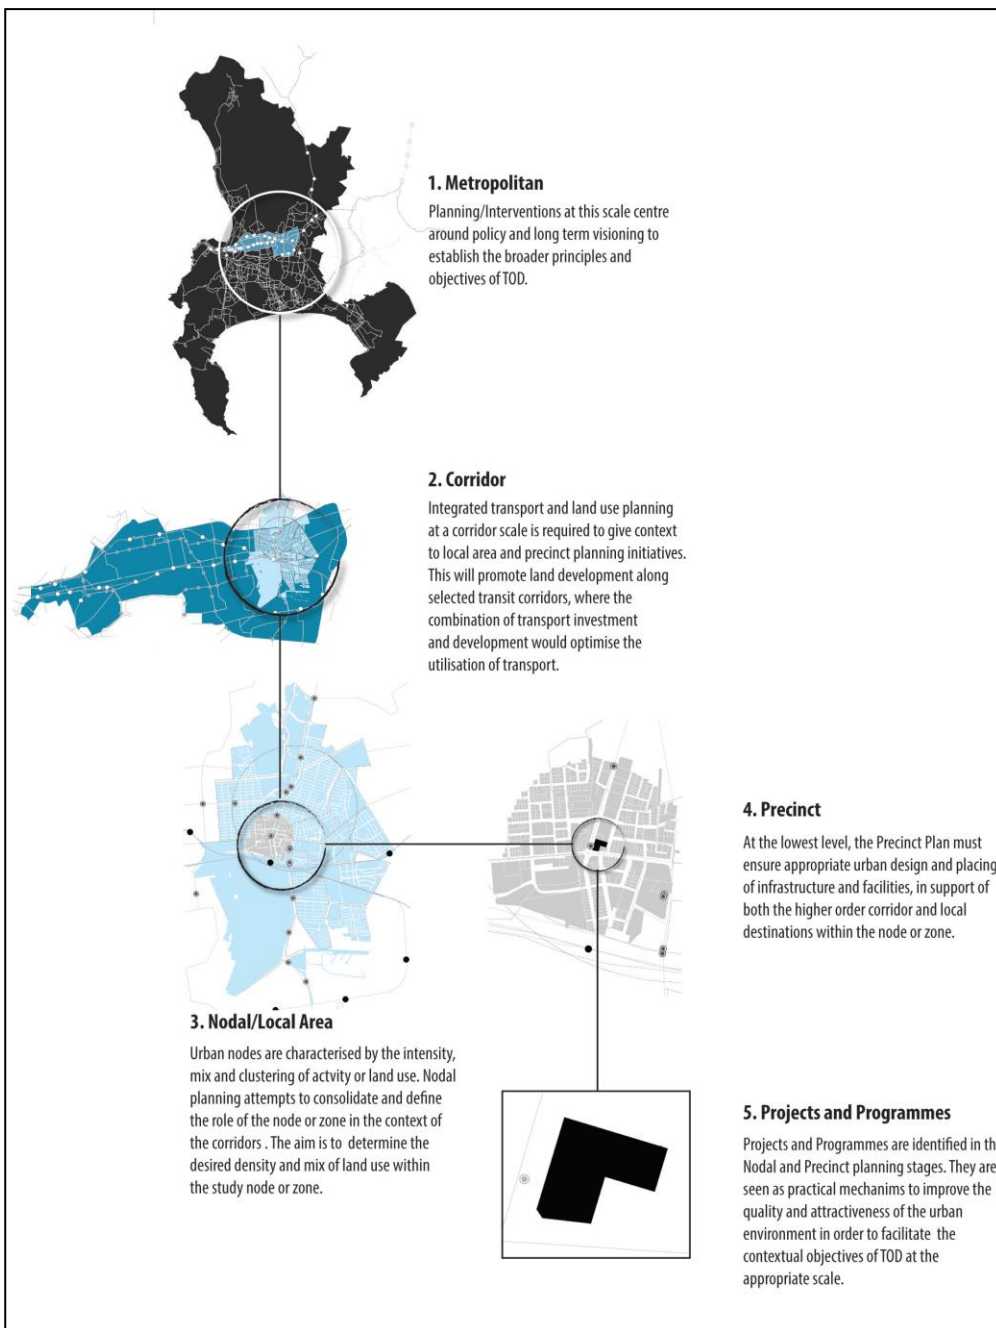 1. Metropolitan
Planning/Interventions at this scale centre
around policy and long term visioning to
establish the broader principles and
objectives of TOD.
2. Corridor
Integrated transport and land use planning
at a corridor scale is required to give context
to local area and precinct planning initiatives.
This will promote land development along
selected transit corridors, where the
combination of transport investment
and development would optimise the
utilisation of transport.
3. Nodal/Local Area
Urban nodes are characterised by the intensity,
mix and clustering of actvity or land use. Nodal
planning attempts to consolidate and define
the role of the node or zone in the context of
the corridors . The aim is to determine the
desired density and mix of land use within
the study node or zone.
4. Precinct
At the lowest level, the Precinct Plan must
ensure appropriate urban design and placing
of infrastructure and facilities, in support of
both the higher order corridor and local
destinations within the node or zone.
5. Projects and Programmes
Projects and Programmes are identified in th
Nodal and Precinct planning stages. They are
seen as practical mechanims to improve the
quality and attractiveness of the urban
environment in order to facilitate the
contextual objectives of TOD at the
appropriate scale.